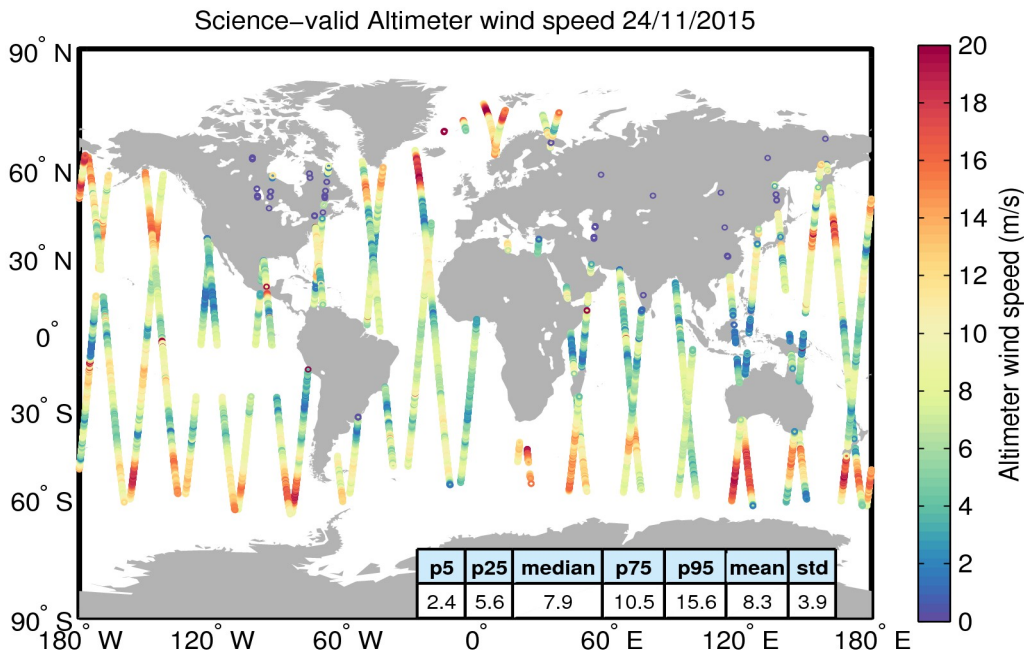 Science−valid Altimeter wind speed 24/11/2015
90° N
60° N
30° N
0°
30° S
60° S
90° S
180° W
120° W
60° W
0°
60° E
120° E
180° E
p5 p25 median p75 p95 mean std
2.4 5.6 7.9 10.5 15.6 8.3 3.9
20
18
16
14
12
10
8
6
4
2
0
Altimeter wind speed (m/s)